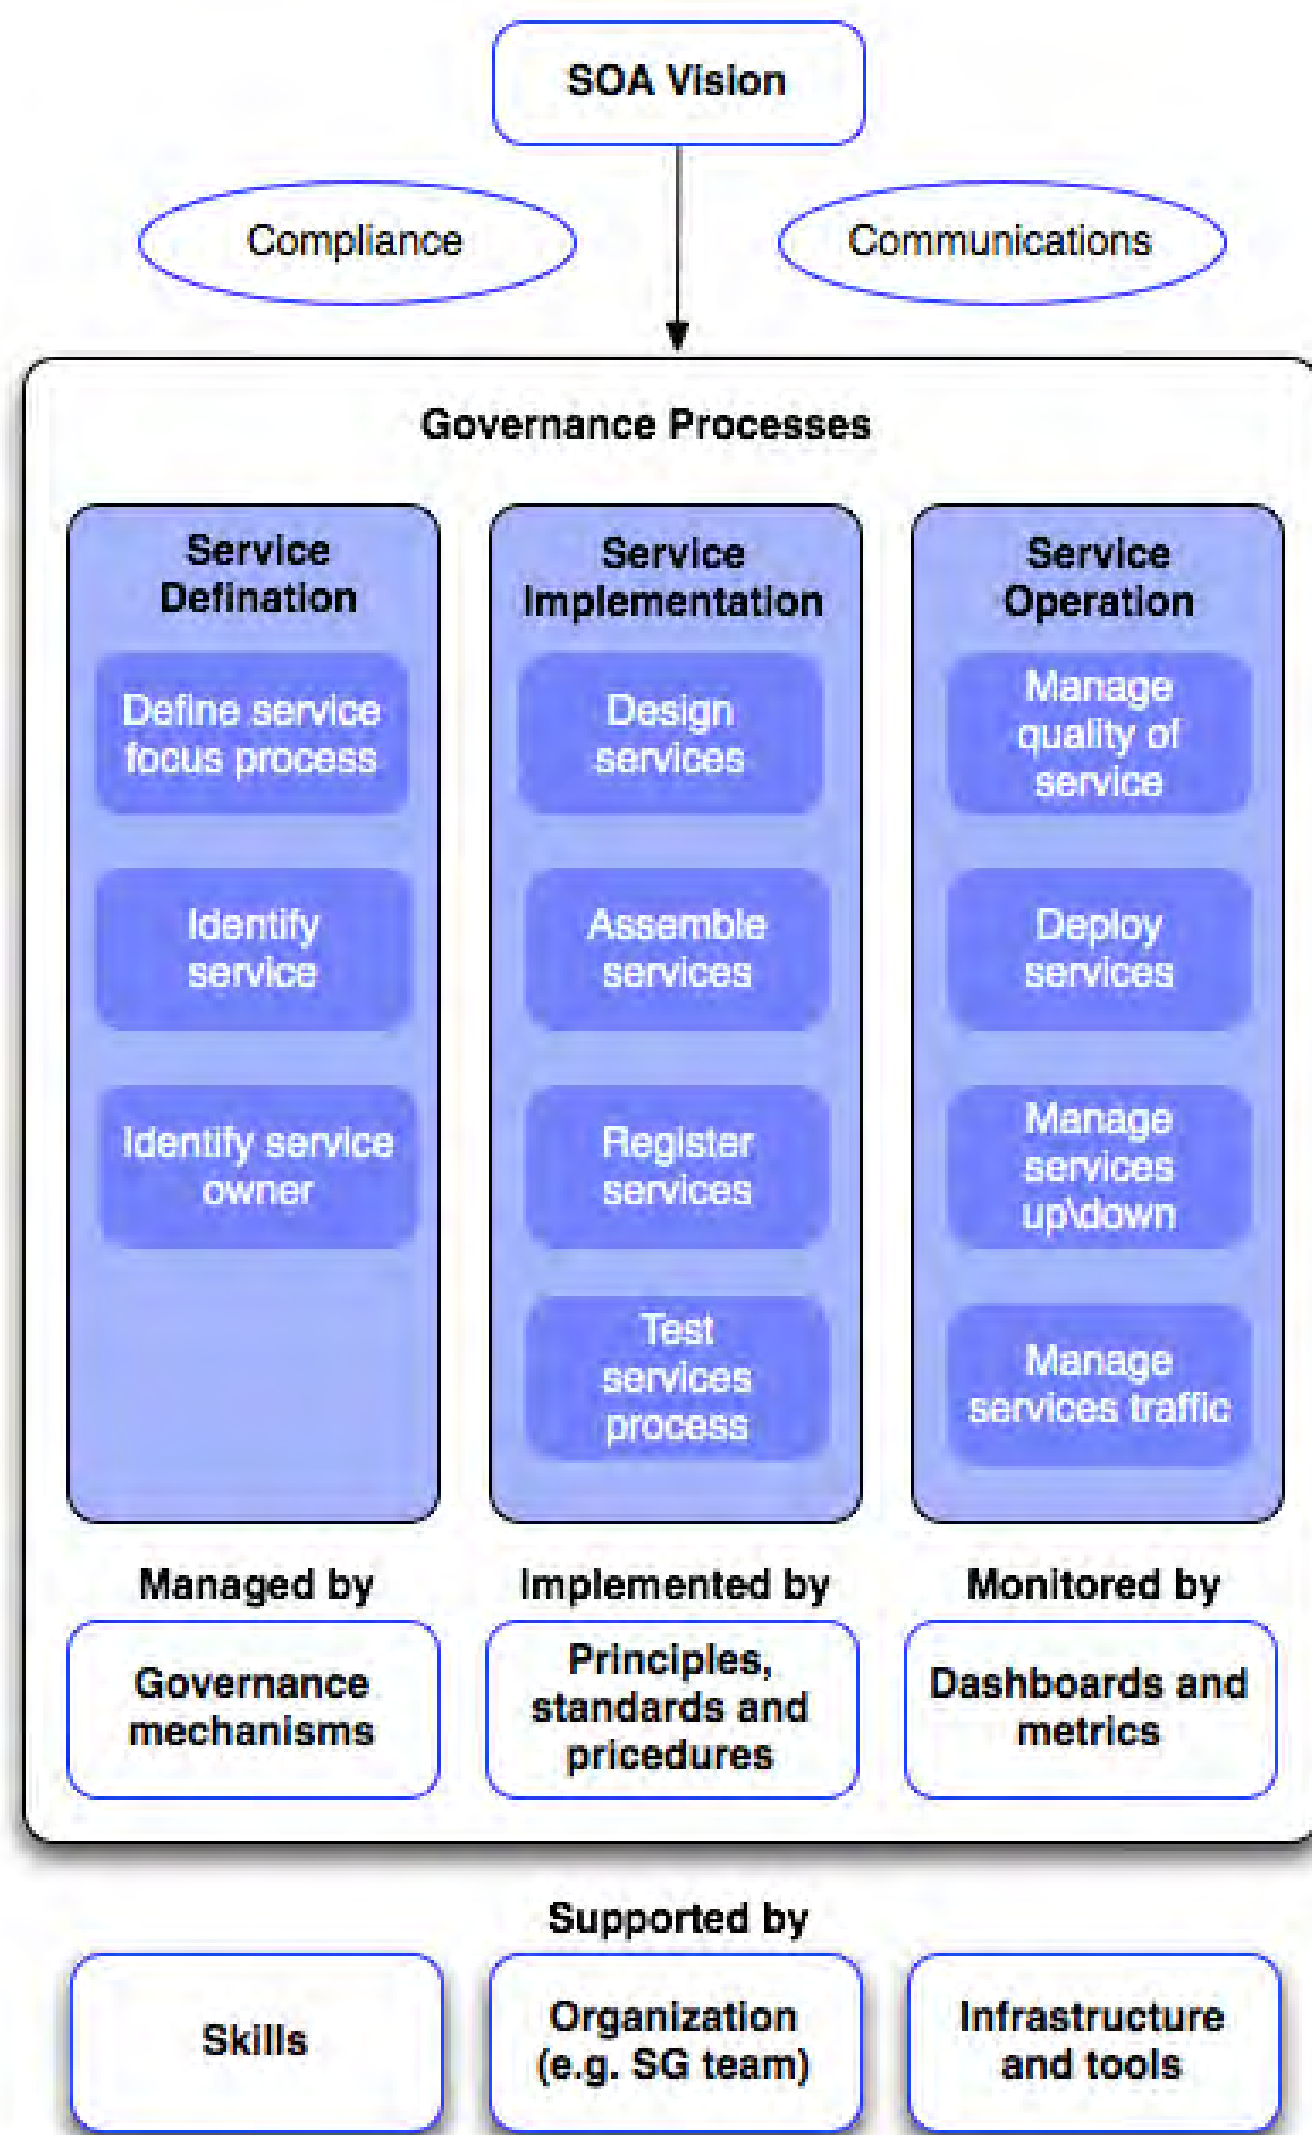 SOA Vision
Compliance
Communications
Governance Processes
Service
Defination
Define service
focus process
Identify
service
Identify service
owner
Service
Implementation
Design
services
Assemble
services
Register
services
Test
services
process
Service
Operation
Manage
quality of
service
Deploy
services
Manage
services
up\down
Manage
services traffic
Managed by
Governance
mechanisms
Implemented by
Principles,
standards and
pricedures
Monitored by
Dashboards and
metrics
Supported by
Skills
Organization
(e.g. SG team)
Infrastructure
and tools